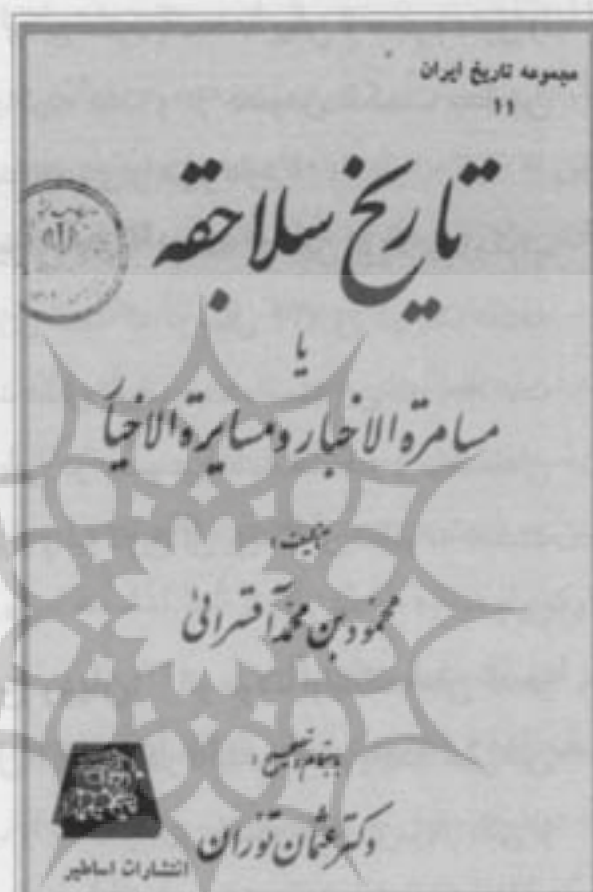 مجموعه تاریخ ایران
۱۱
تاریخ سلاجقه
یا
مسامرة الاخبار و مسایرة الاخیار
تألیف:
محمود بن محمد آقسرائی
باهتمام و تصحیح:
دکتر عثمان توران
انتشارات اساطیر